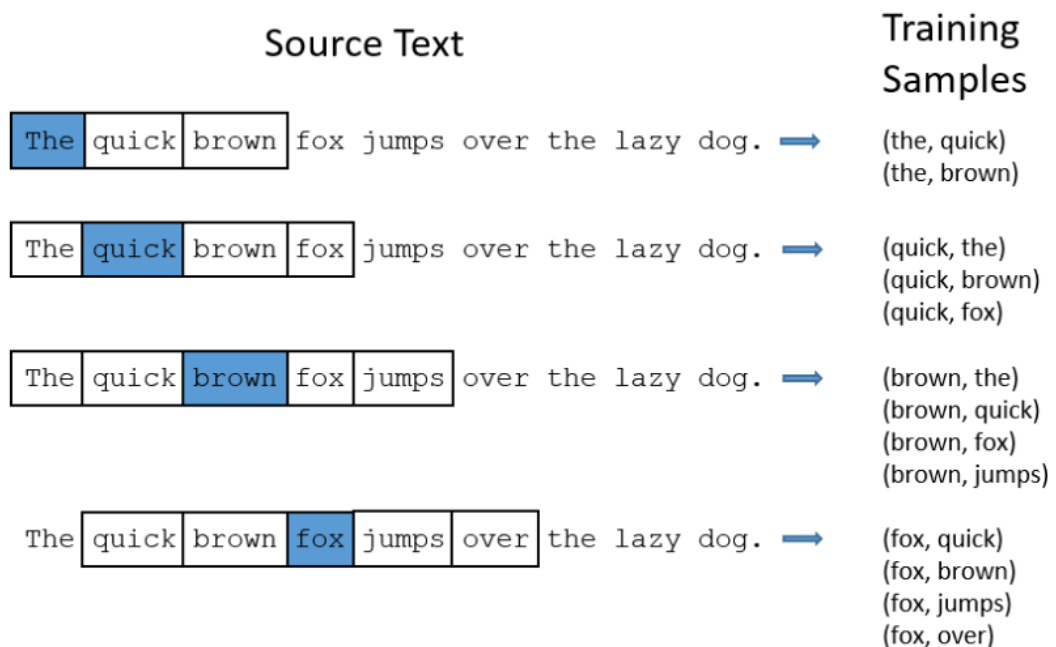 Source Text
Training
Samples
The quick brown fox jumps over the lazy dog.
(the, quick)
(the, brown)
The quick brown fox jumps over the lazy dog.
(quick, the)
(quick, brown)
(quick, fox)
The quick brown fox jumps over the lazy dog.
(brown, the)
(brown, quick)
(brown, fox)
(brown, jumps)
The quick brown fox jumps over the lazy dog.
(fox, quick)
(fox, brown)
(fox, jumps)
(fox, over)